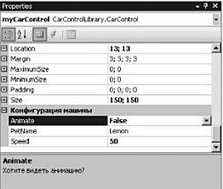 Properties
myCarControl CarControlLibrary.CarControl
Location 13; 13
Margin 3; 3; 3; 3
MaximumSize 0; 0
MinimumSize 0; 0
Padding 0; 0; 0; 0
Size 150; 150
Конфигурация машины
Animate False
PetName Lemon
Speed 50
Animate
Хотите видеть анимацию?